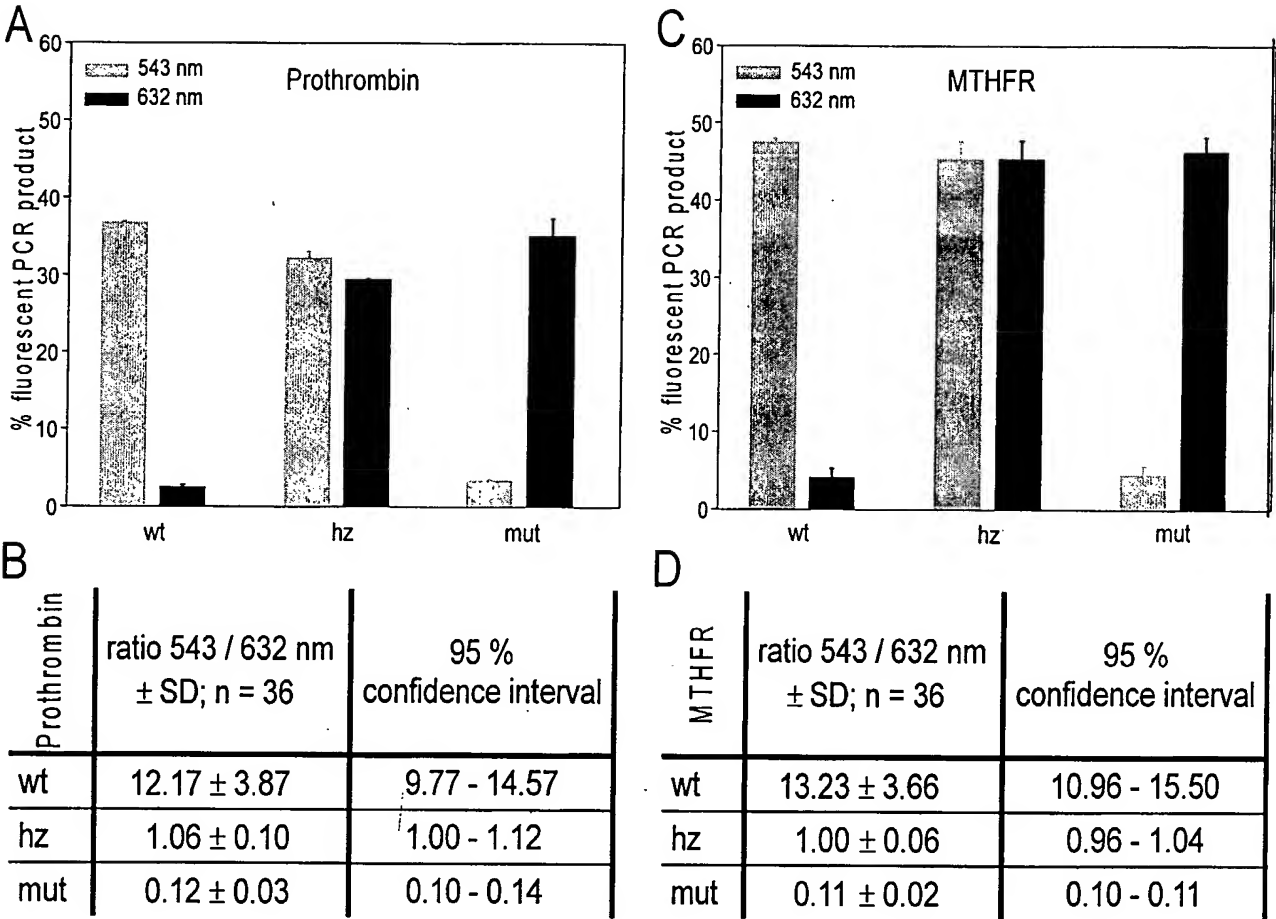 A
60
50
40
30
20
10
0
% fluorescent PCR product
543 nm
632 nm
Prothrombin
wt hz mut
B
Prothrombin
ratio 543 / 632 nm
± SD; n = 36
95 %
confidence interval
wt 12.17 ± 3.87 9.77 - 14.57
hz 1.06 ± 0.10 1.00 - 1.12
mut 0.12 ± 0.03 0.10 - 0.14
C
60
50
40
30
20
10
0
% fluorescent PCR product
543 nm
632 nm
MTHFR
wt hz mut
D
MTHFR
ratio 543 / 632 nm
± SD; n = 36
95 %
confidence interval
wt 13.23 ± 3.66 10.96 - 15.50
hz 1.00 ± 0.06 0.96 - 1.04
mut 0.11 ± 0.02 0.10 - 0.11